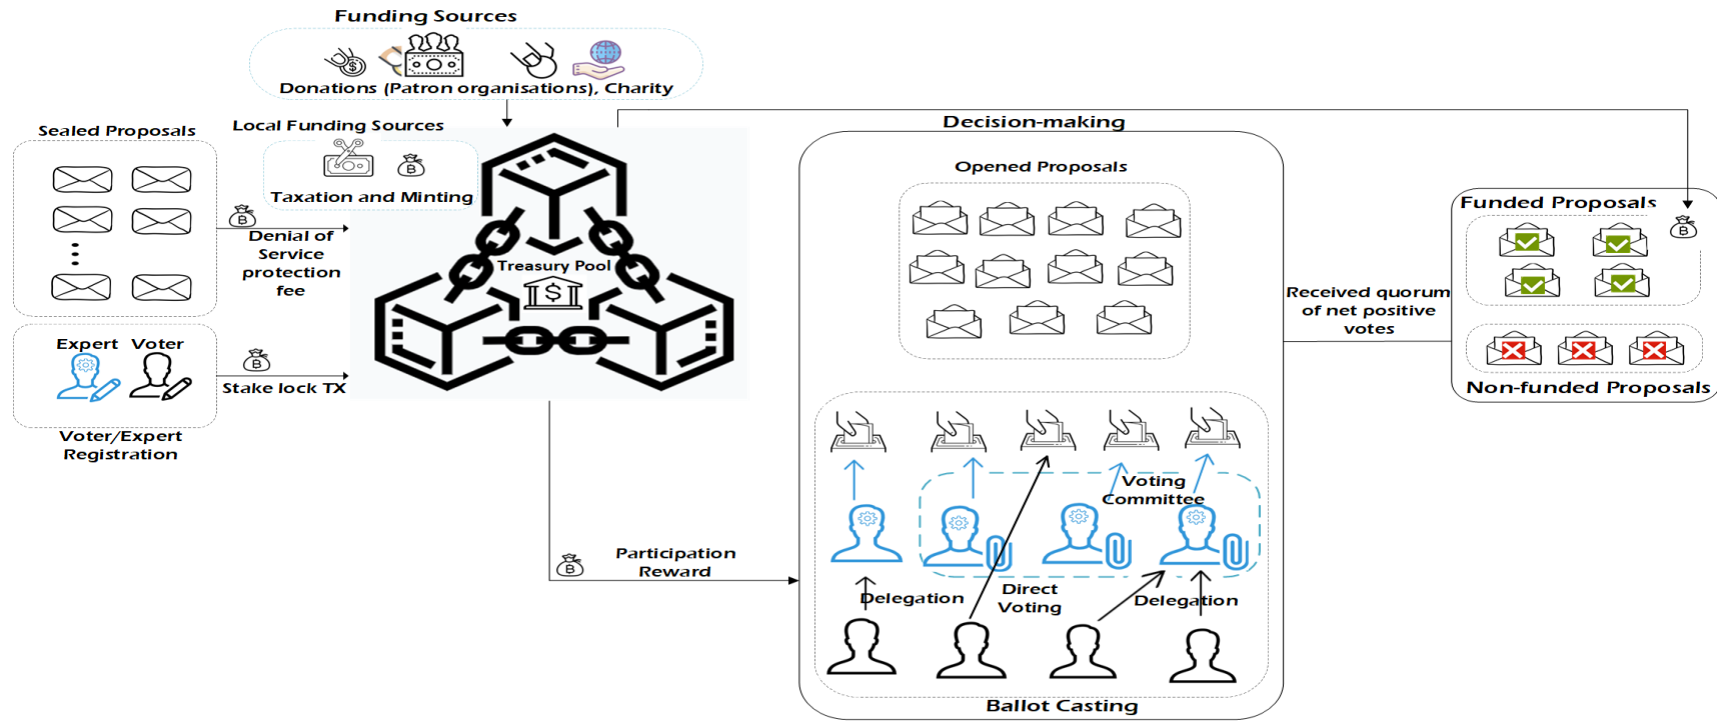 Funding Sources
Donations (Patron organisations), Charity
Sealed Proposals
Local Funding Sources
Taxation and Minting
Denial of
Service
protection
fee
Treasury Pool
Expert
Voter
Stake lock TX
Voter/Expert
Registration
Participation
Reward
Decision-making
Opened Proposals
Voting
Committee
Delegation
Direct
Voting
Delegation
Ballot Casting
Received quorum
of net positive
votes
Funded Proposals
Non-funded Proposals